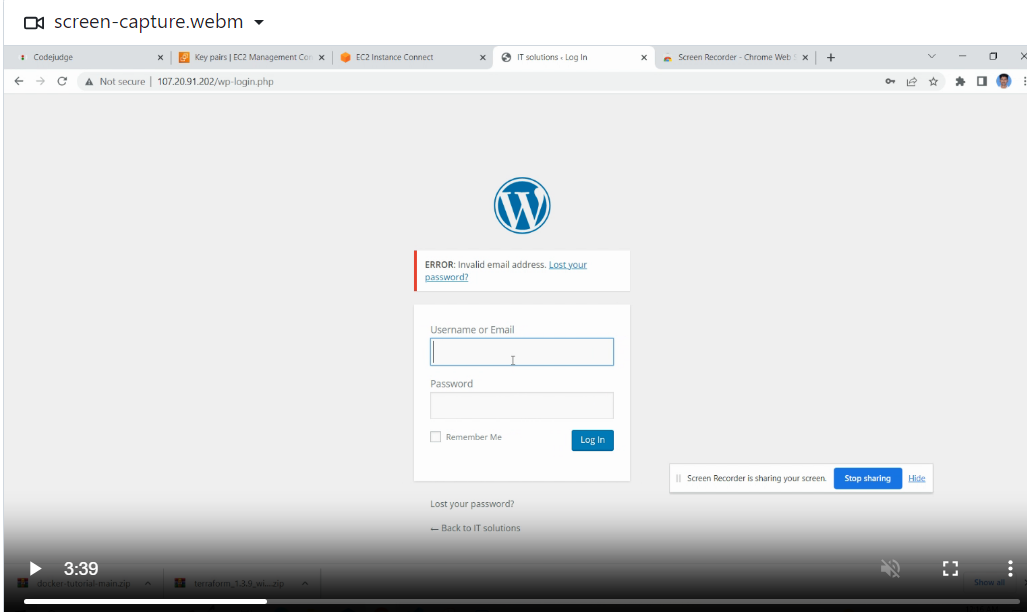 screen-capture.webm
Codejudge
Key pairs | EC2 Management Con
EC2 Instance Connect
IT solutions ‹ Log In
Screen Recorder - Chrome Web
Not secure | 107.20.91.202/wp-login.php
ERROR: Invalid email address. Lost your
password?
Username or Email
Password
Remember Me
Log In
Screen Recorder is sharing your screen.
Stop sharing
Hide
Lost your password?
← Back to IT solutions
3:39
docker-tutorial-main.zip
terraform_1.3.9_wi....zip
Show all